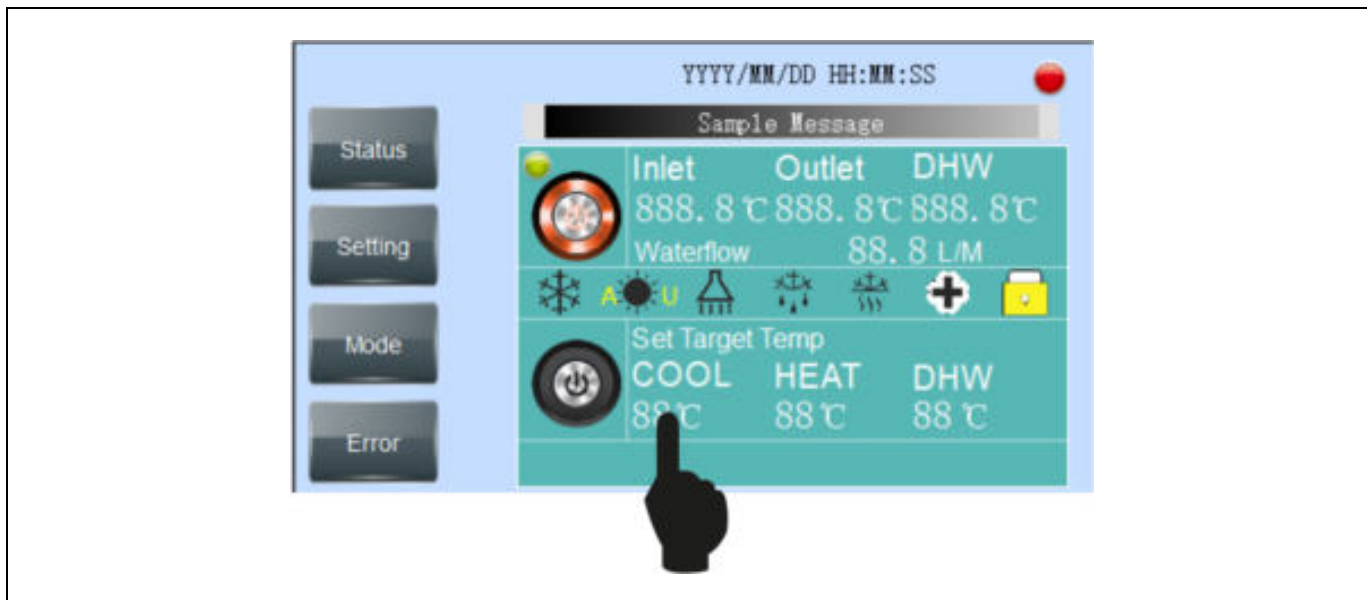 YYYY/MM/DD HH:MM:SS
Sample Message
Status
Setting
Mode
Error
Inlet Outlet DHW
888. 8℃ 888. 8℃ 888. 8℃
Waterflow 88. 8 L/M
A U
Set Target Temp
COOL HEAT DHW
88℃ 88℃ 88℃